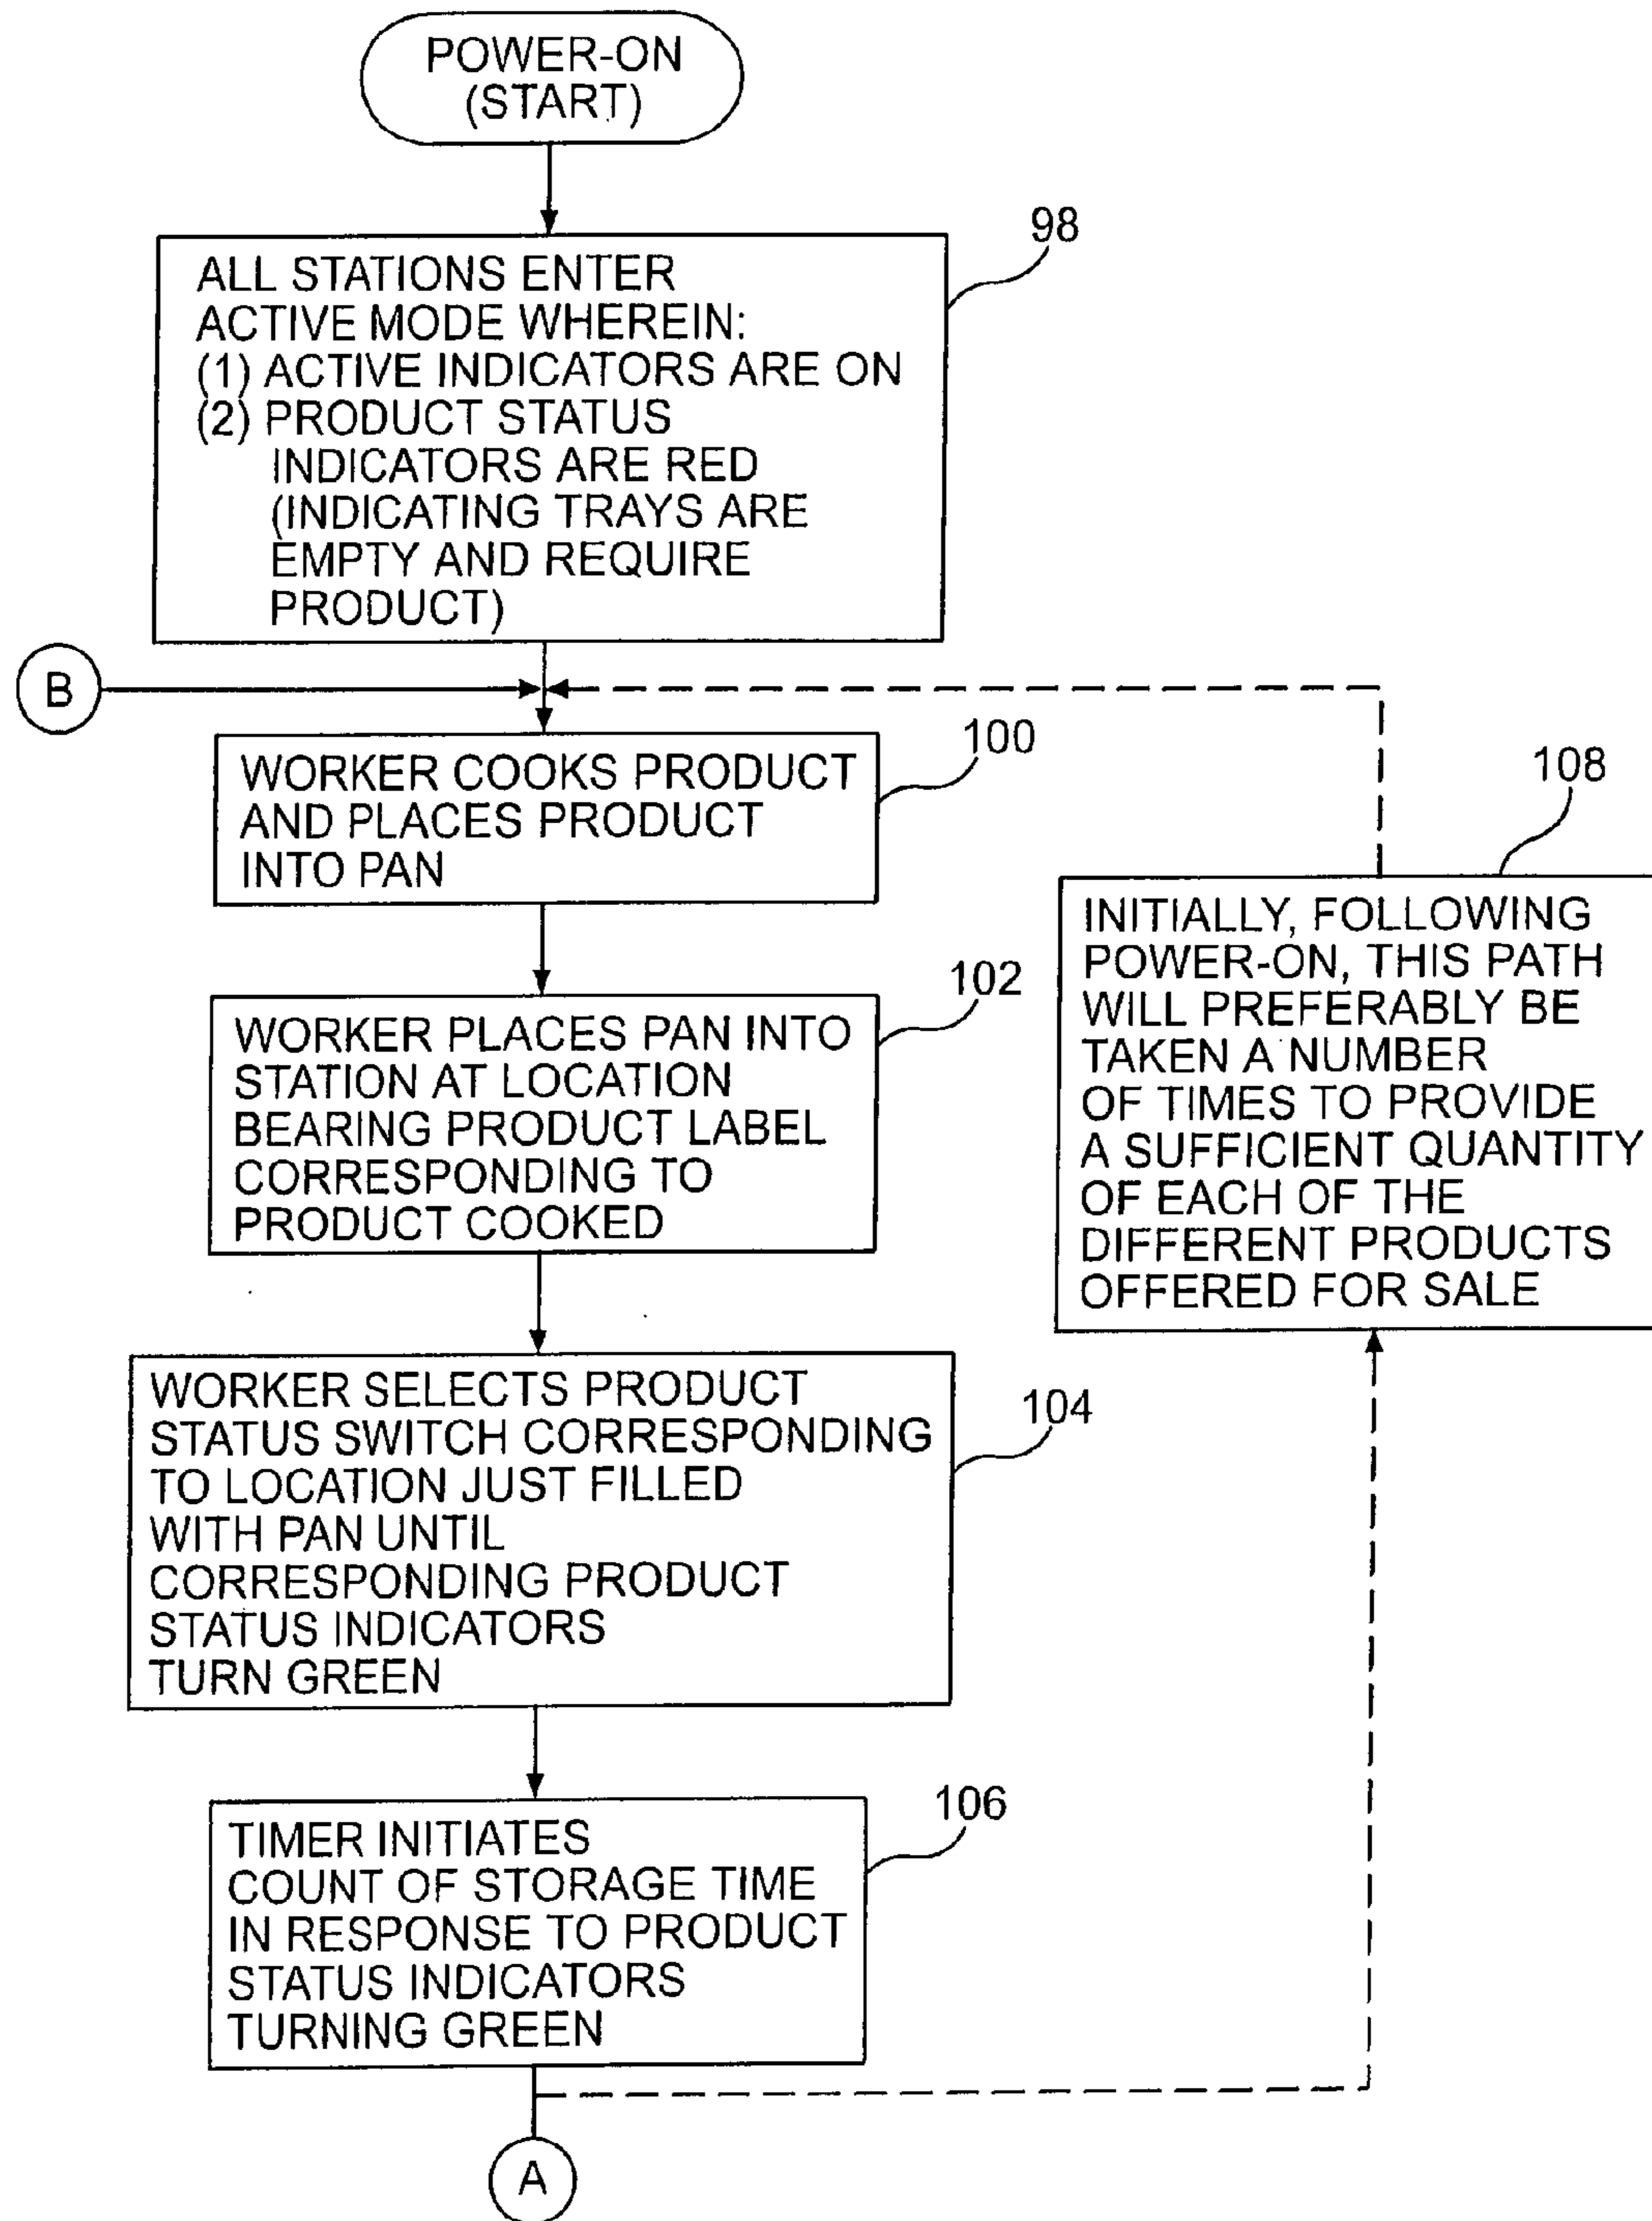 POWER-ON
(START)
98
ALL STATIONS ENTER
ACTIVE MODE WHEREIN:
(1) ACTIVE INDICATORS ARE ON
(2) PRODUCT STATUS
INDICATORS ARE RED
(INDICATING TRAYS ARE
EMPTY AND REQUIRE
PRODUCT)
B
100
WORKER COOKS PRODUCT
AND PLACES PRODUCT
INTO PAN
102
WORKER PLACES PAN INTO
STATION AT LOCATION
BEARING PRODUCT LABEL
CORRESPONDING TO
PRODUCT COOKED
104
WORKER SELECTS PRODUCT
STATUS SWITCH CORRESPONDING
TO LOCATION JUST FILLED
WITH PAN UNTIL
CORRESPONDING PRODUCT
STATUS INDICATORS
TURN GREEN
106
TIMER INITIATES
COUNT OF STORAGE TIME
IN RESPONSE TO PRODUCT
STATUS INDICATORS
TURNING GREEN
A
108
INITIALLY, FOLLOWING
POWER-ON, THIS PATH
WILL PREFERABLY BE
TAKEN A NUMBER
OF TIMES TO PROVIDE
A SUFFICIENT QUANTITY
OF EACH OF THE
DIFFERENT PRODUCTS
OFFERED FOR SALE